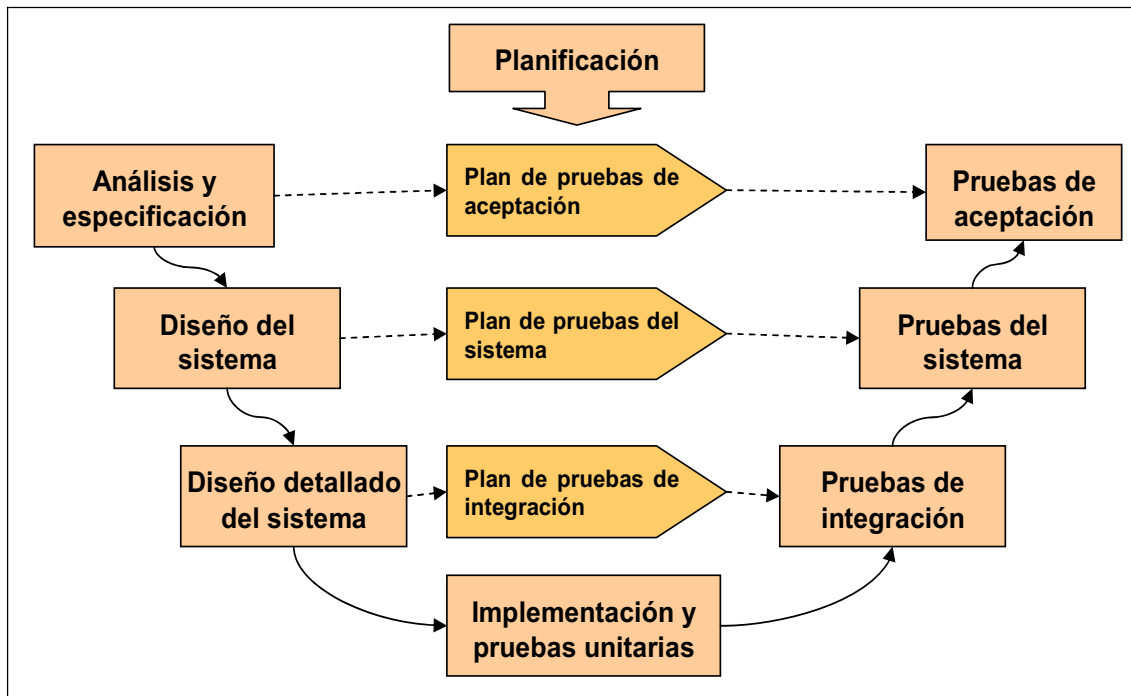 Planificación
Análisis y
especificación
Plan de pruebas de
aceptación
Pruebas de
aceptación
Diseño del
sistema
Plan de pruebas del
sistema
Pruebas del
sistema
Diseño detallado
del sistema
Plan de pruebas de
integración
Pruebas de
integración
Implementación y
pruebas unitarias